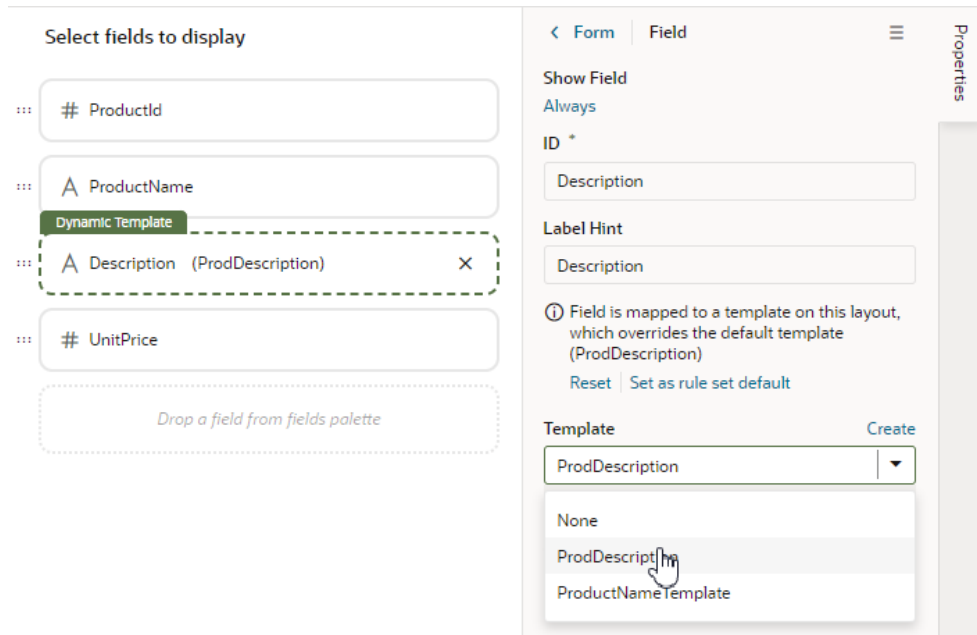 Select fields to display
# ProductId
A ProductName
Dynamic Template
A Description (ProdDescription)
# UnitPrice
Drop a field from fields palette
Form Field
Properties
Show Field
Always
ID *
Description
Label Hint
Description
Field is mapped to a template on this layout,
which overrides the default template
(ProdDescription)
Reset Set as rule set default
Template Create
ProdDescription
None
ProdDescription
ProductNameTemplate